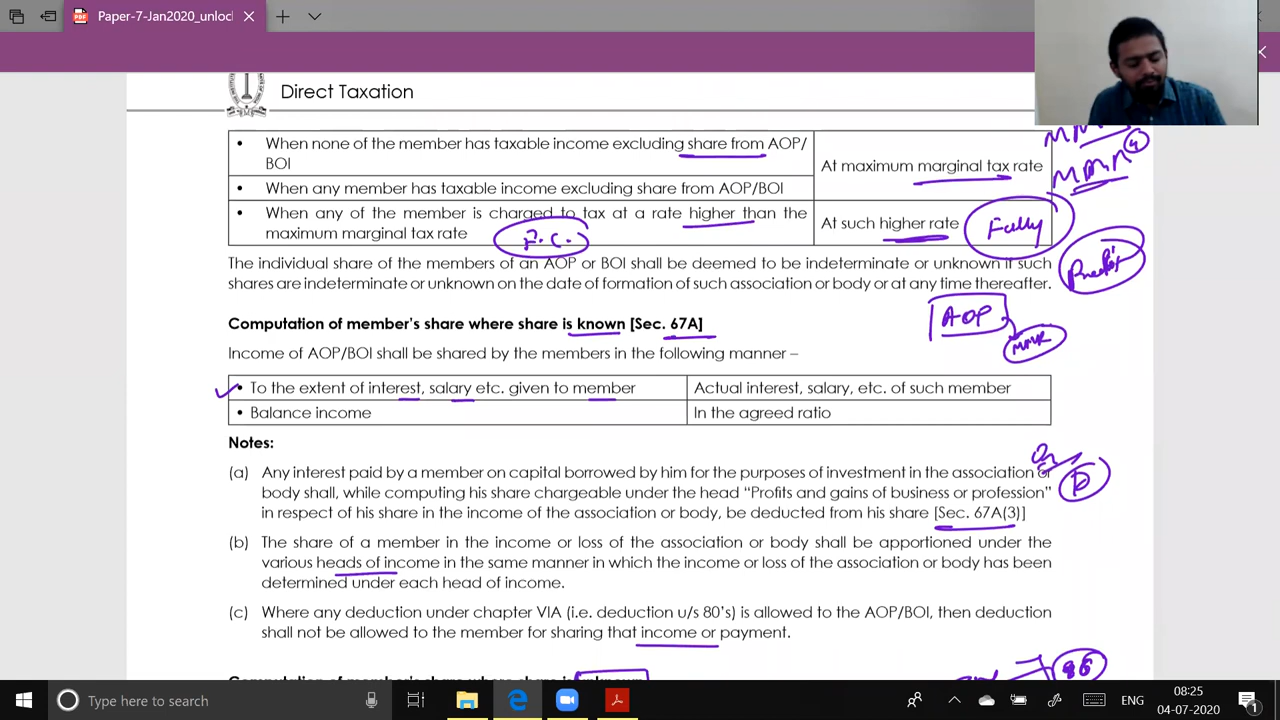 Paper-7-Jan2020_unloc
Direct Taxation
• When none of the member has taxable income excluding share from AOP/
BOI
At maximum marginal tax rate
• When any member has taxable income excluding share from AOP/BOI
• When any of the member is charged to tax at a rate higher than the
maximum marginal tax rate
At such higher rate
Fully
F.C.
The individual share of the members of an AOP or BOI shall be deemed to be indeterminate or unknown if such
shares are indeterminate or unknown on the date of formation of such association or body or at any time thereafter.
AOP
MMR
Computation of member's share where share is known [Sec. 67A]
Income of AOP/BOI shall be shared by the members in the following manner –
• To the extent of interest, salary etc. given to member
Actual interest, salary, etc. of such member
• Balance income
In the agreed ratio
Notes:
(a) Any interest paid by a member on capital borrowed by him for the purposes of investment in the association or
body shall, while computing his share chargeable under the head "Profits and gains of business or profession"
in respect of his share in the income of the association or body, be deducted from his share [Sec. 67A(3)]
(b) The share of a member in the income or loss of the association or body shall be apportioned under the
various heads of income in the same manner in which the income or loss of the association or body has been
determined under each head of income.
(c) Where any deduction under chapter VIA (i.e. deduction u/s 80's) is allowed to the AOP/BOI, then deduction
shall not be allowed to the member for sharing that income or payment.
86
Type here to search
ENG
08:25
04-07-2020
1